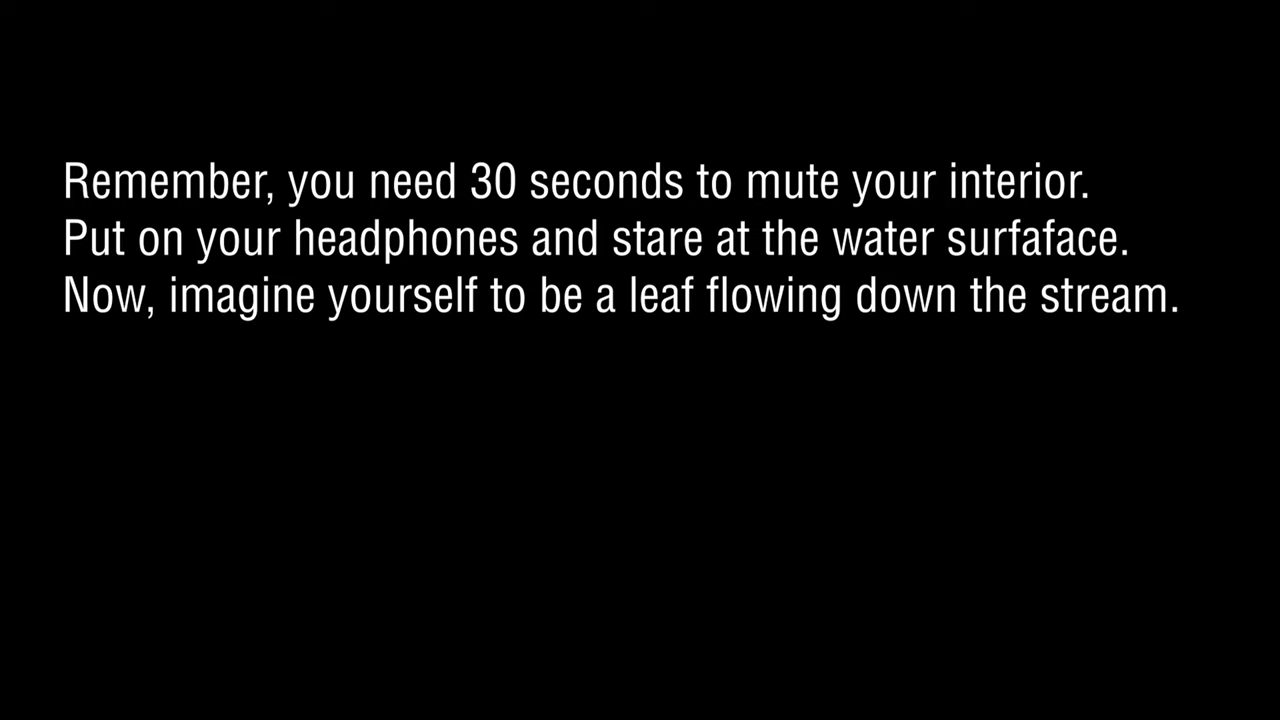 Remember, you need 30 seconds to mute your interior.
Put on your headphones and stare at the water surfaface.
Now, imagine yourself to be a leaf flowing down the stream.